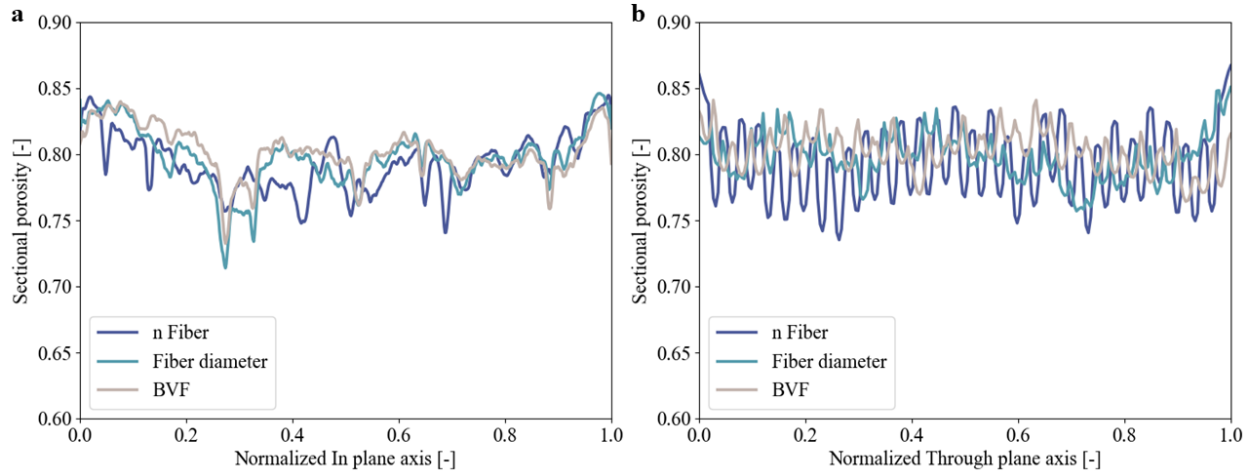 a
0.90
0.85
0.80
0.75
0.70
0.65
0.60
Sectional porosity [-]
n Fiber
Fiber diameter
BVF
0.0 0.2 0.4 0.6 0.8 1.0
Normalized In plane axis [-]
b
0.90
0.85
0.80
0.75
0.70
0.65
0.60
Sectional porosity [-]
n Fiber
Fiber diameter
BVF
0.0 0.2 0.4 0.6 0.8 1.0
Normalized Through plane axis [-]